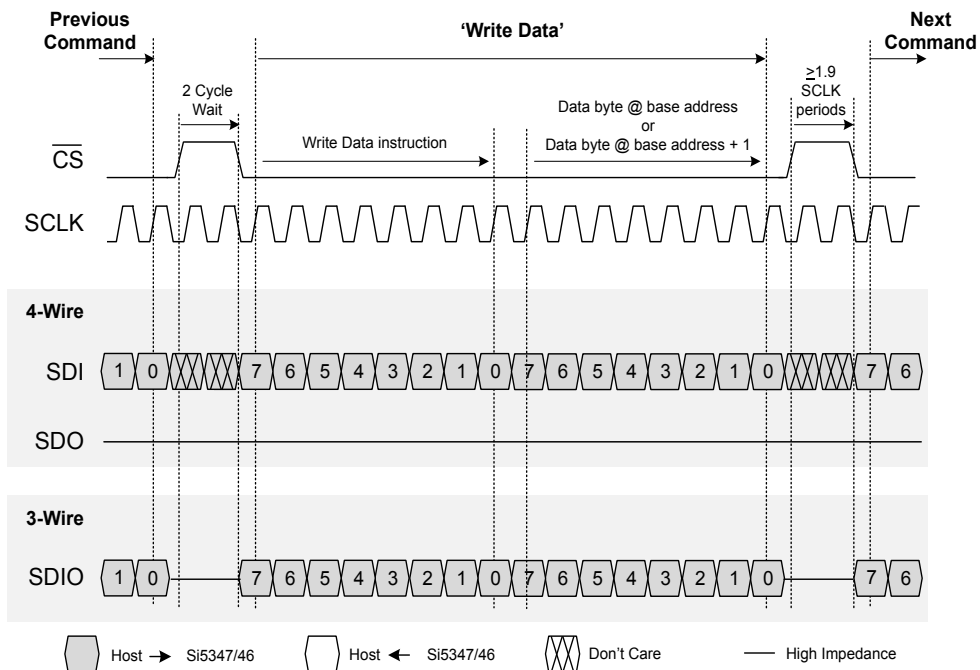 Previous
Command
'Write Data'
Next
Command
2 Cycle
Wait
≥1.9
SCLK
periods
Data byte @ base address
or
Data byte @ base address + 1
Write Data instruction
CS
SCLK
4-Wire
SDI 1 0 7 6 5 4 3 2 1 0 7 6 5 4 3 2 1 0 7 6
SDO
3-Wire
SDIO 1 0 7 6 5 4 3 2 1 0 7 6 5 4 3 2 1 0 7 6
Host → Si5347/46
Host ← Si5347/46
Don't Care
High Impedance